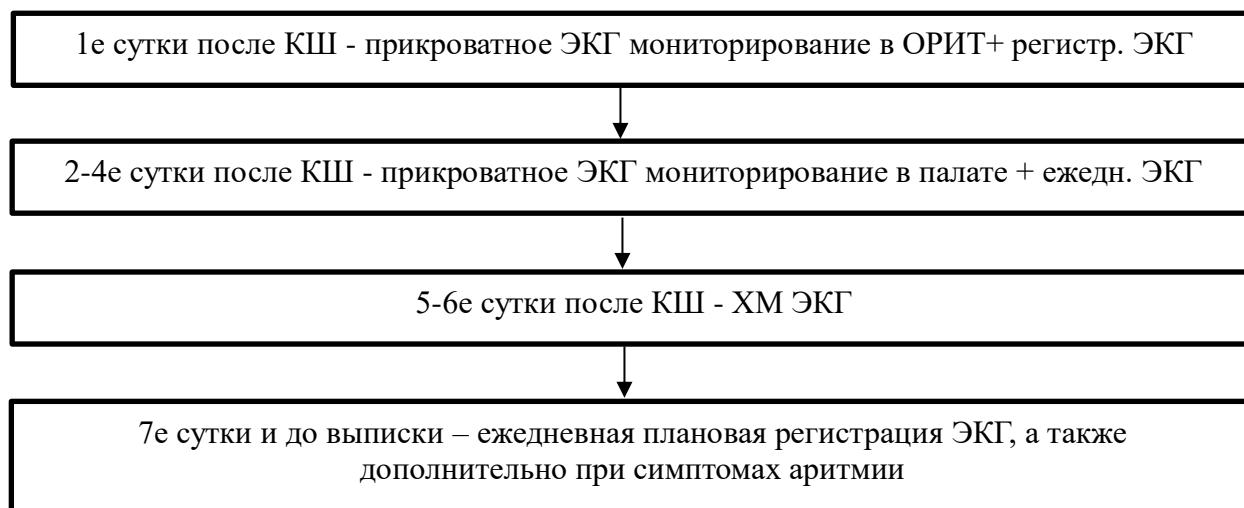 1е сутки после КШ - прикроватное ЭКГ мониторирование в ОРИТ+ регистр. ЭКГ
2-4е сутки после КШ - прикроватное ЭКГ мониторирование в палате + ежедн. ЭКГ
5-6е сутки после КШ - ХМ ЭКГ
7е сутки и до выписки – ежедневная плановая регистрация ЭКГ, а также
дополнительно при симптомах аритмии